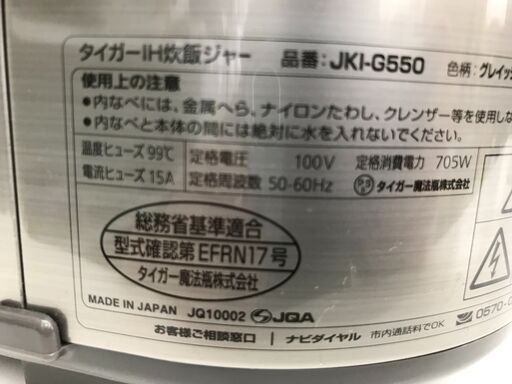 タイガーIH炊飯ジャー 品番：JKI-G550 色柄：グレイッシ
使用上の注意
•内なべには、金属へら、ナイロンたわし、クレンザー等を使用しな
•内なべと本体の間には絶対に水を入れないでください。
温度ヒューズ 99℃ 定格電圧 100V 定格消費電力 705W
電流ヒューズ 15A 定格周波数 50-60Hz PSE タイガー魔法瓶株式会社
総務省基準適合
型式確認第EFRN17号
タイガー魔法瓶株式会社
MADE IN JAPAN JQ10002 JQA
お客様ご相談窓口 ナビダイヤル 市内通話料でOK 0570-0